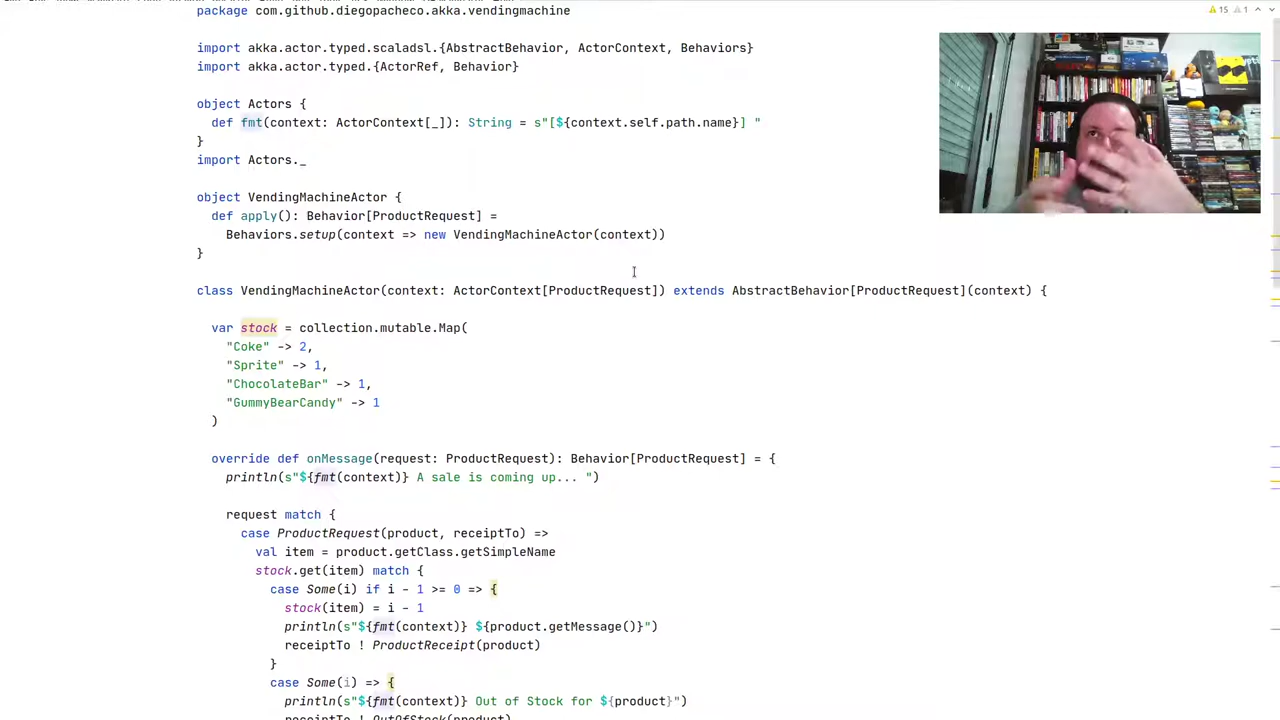 package com.github.diegopacheco.akka.vendingmachine
15 1
import akka.actor.typed.scaladsl.{AbstractBehavior, ActorContext, Behaviors}
import akka.actor.typed.{ActorRef, Behavior}
object Actors {
def fmt(context: ActorContext[_]): String = s"[${context.self.path.name}] "
}
import Actors._
object VendingMachineActor {
def apply(): Behavior[ProductRequest] =
Behaviors.setup(context => new VendingMachineActor(context))
}
class VendingMachineActor(context: ActorContext[ProductRequest]) extends AbstractBehavior[ProductRequest](context) {
var stock = collection.mutable.Map(
"Coke" -> 2,
"Sprite" -> 1,
"ChocolateBar" -> 1,
"GummyBearCandy" -> 1
)
override def onMessage(request: ProductRequest): Behavior[ProductRequest] = {
println(s"${fmt(context)} A sale is coming up... ")
request match {
case ProductRequest(product, receiptTo) =>
val item = product.getClass.getSimpleName
stock.get(item) match {
case Some(i) if i - 1 >= 0 => {
stock(item) = i - 1
println(s"${fmt(context)} ${product.getMessage()}")
receiptTo ! ProductReceipt(product)
}
case Some(i) => {
println(s"${fmt(context)} Out of Stock for ${product}")
receiptTo ! OutOfStock(product)